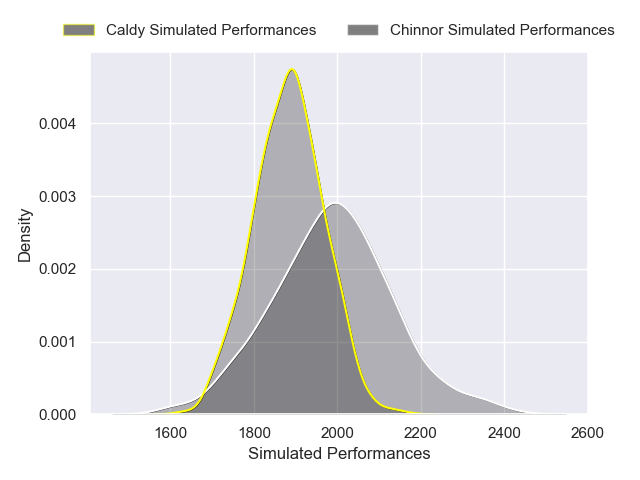 Caldy Simulated Performances Chinnor Simulated Performances
0.004
0.003
0.002
0.001
0.000
Density
1600 1800 2000 2200 2400 2600
Simulated Performances